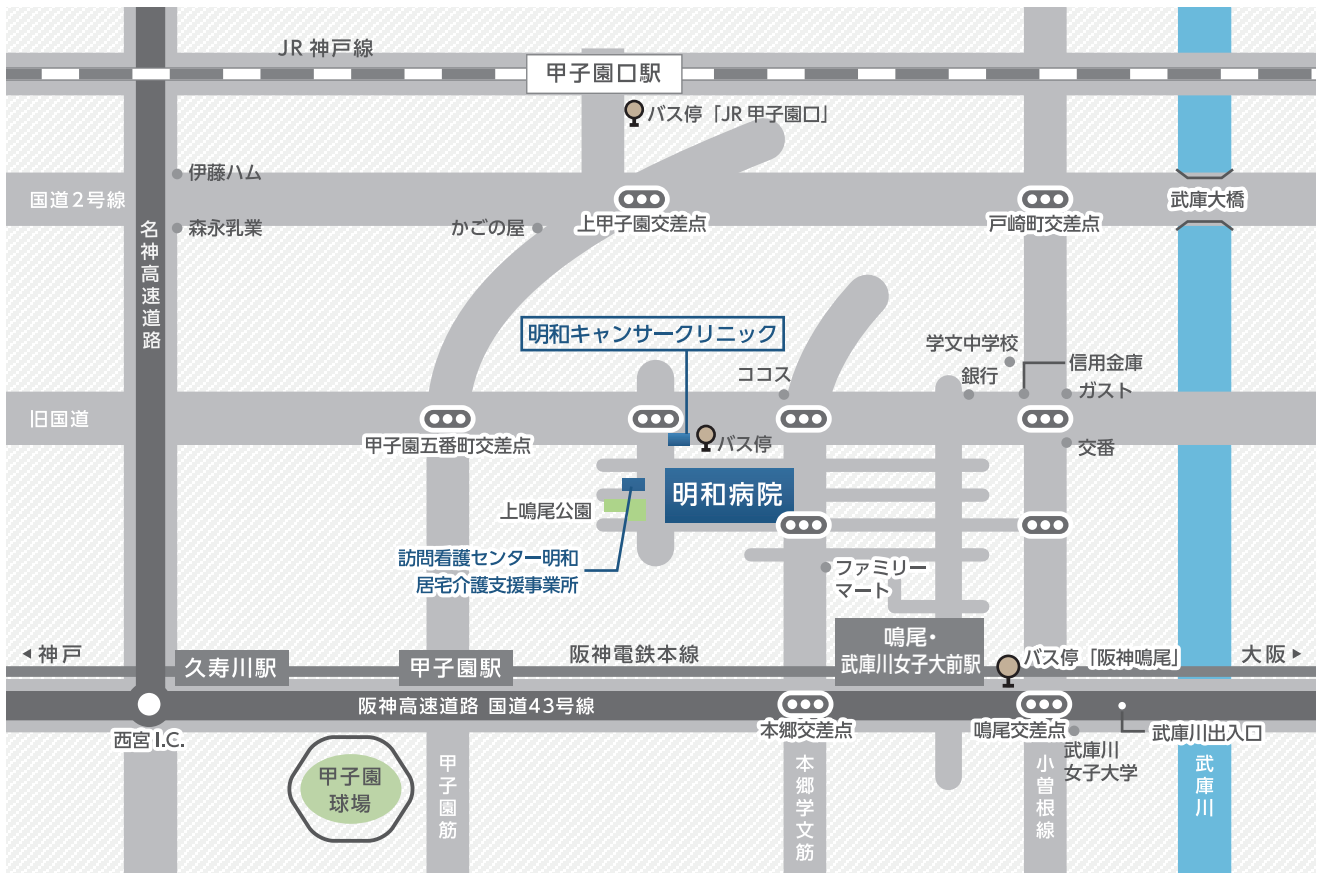 JR 神戸線
甲子園口駅
バス停「JR 甲子園口」
伊藤ハム
国道2号線
武庫大橋
上甲子園交差点
戸崎町交差点
森永乳業
かごの屋
名神高速道路
明和キャンサークリニック
学文中学校
信用金庫
ココス
銀行
ガスト
旧国道
甲子園五番町交差点
バス停
交番
明和病院
上鳴尾公園
訪問看護センター明和
居宅介護支援事業所
ファミリー
マート
鳴尾・
武庫川女子大前駅
神戸
久寿川駅
甲子園駅
阪神電鉄本線
バス停「阪神鳴尾」
大阪
阪神高速道路 国道43号線
西宮 I.C.
本郷交差点
鳴尾交差点
武庫川出入口
武庫川
女子大学
甲子園
球場
甲子園筋
本郷学文筋
小曽根線
武庫川